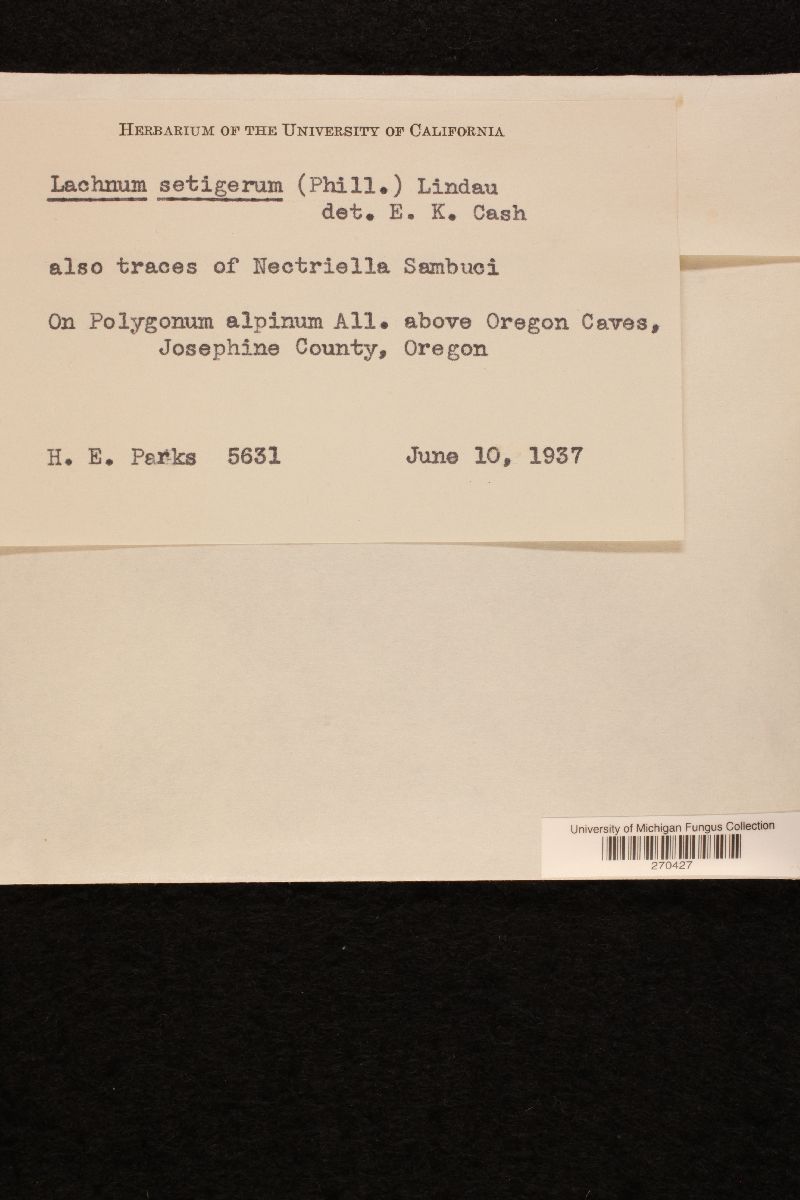 HERBARIUM OF THE UNIVERSITY OF CALIFORNIA
Lachnum setigerum (Phill.) Lindau
det. E. K. Cash
also traces of Nectriella Sambuci
On Polygonum alpinum All. above Oregon Caves,
Josephine County, Oregon
H. E. Parks 5631 June 10, 1937
University of Michigan Fungus Collection
270427